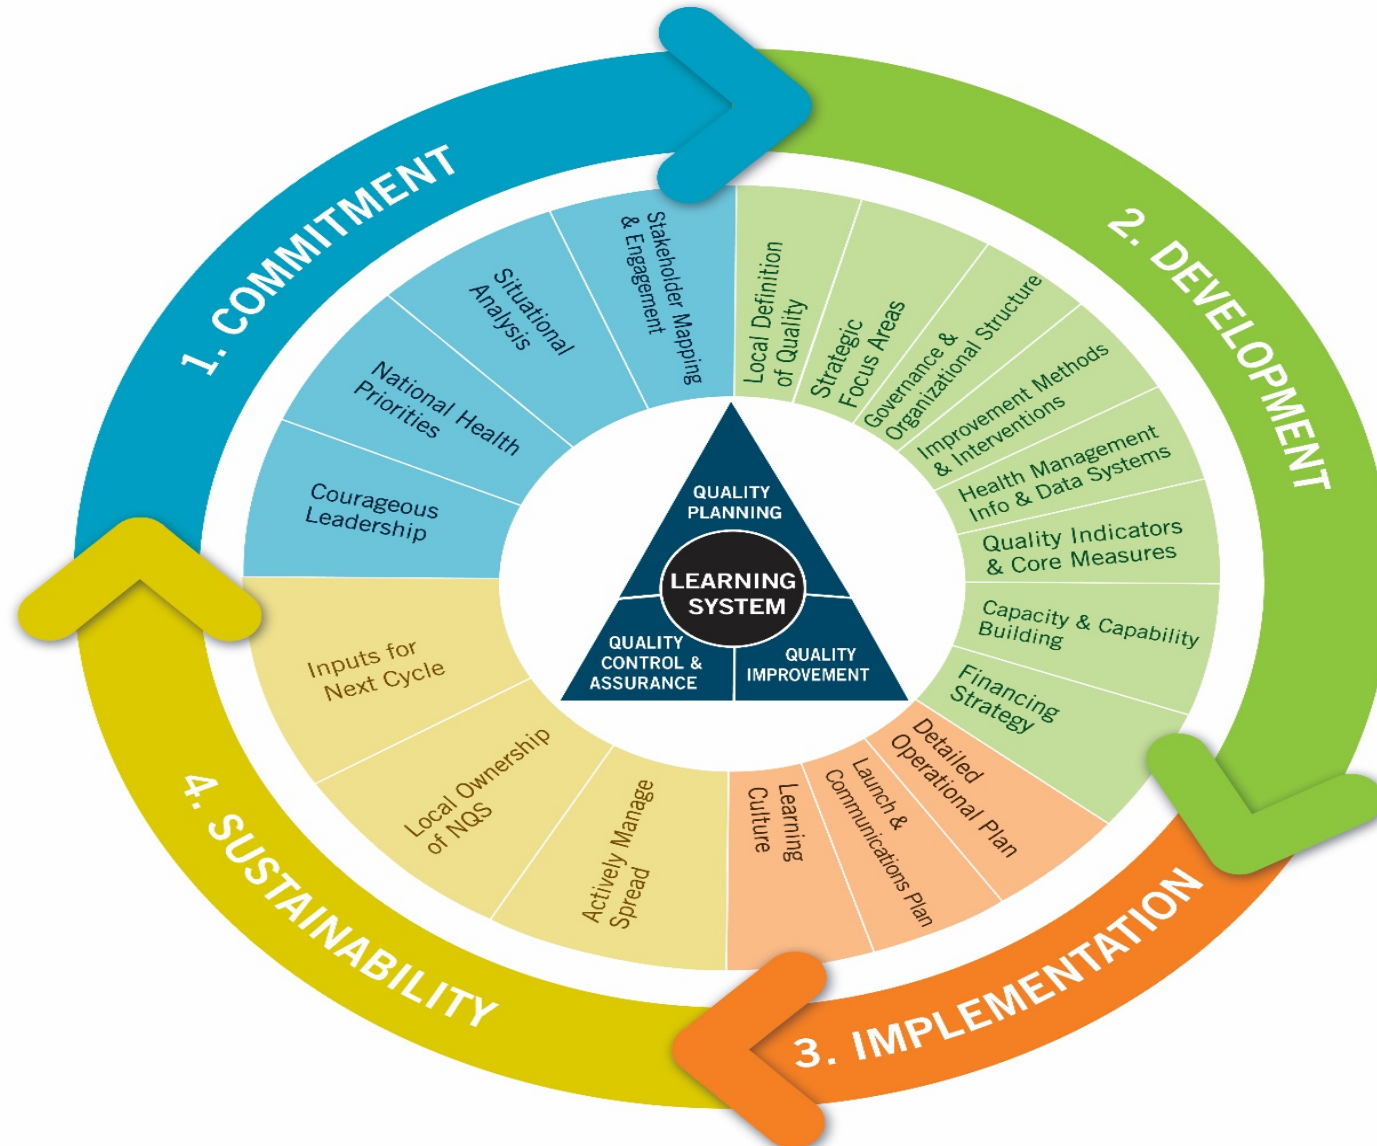 1. COMMITMENT
Courageous
Leadership
National Health
Priorities
Situational
Analysis
Stakeholder Mapping
& Engagement
2. DEVELOPMENT
Local Definition
of Quality
Strategic
Focus Areas
Governance &
Organizational Structure
Improvement Methods
& Interventions
Health Management
Info & Data Systems
Quality Indicators
& Core Measures
Capacity & Capability
Building
Financing
Strategy
3. IMPLEMENTATION
Detailed
Operational Plan
Launch &
Communications Plan
Learning
Culture
4. SUSTAINABILITY
Actively Manage
Spread
Local Ownership
of NQS
Inputs for
Next Cycle
QUALITY
PLANNING
LEARNING
SYSTEM
QUALITY
CONTROL &
ASSURANCE
QUALITY
IMPROVEMENT